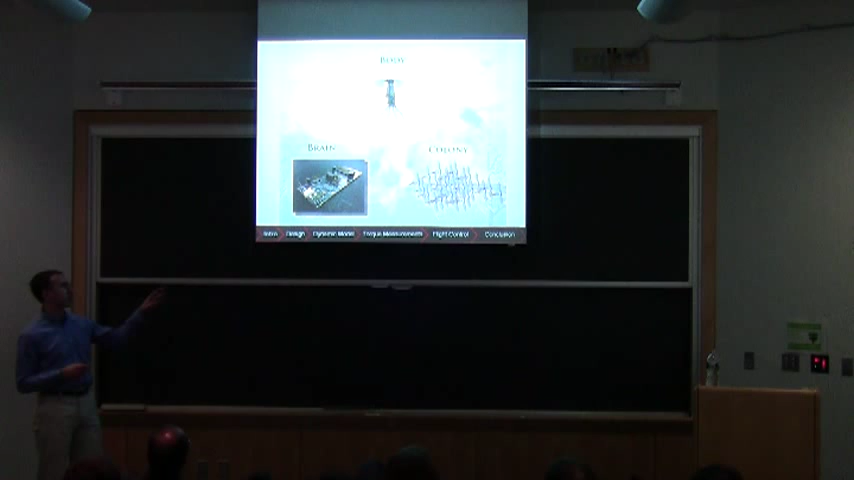 BODY
BRAIN
COLONY
Intro Design Dynamic Model Torque Measurements Flight Control Conclusion